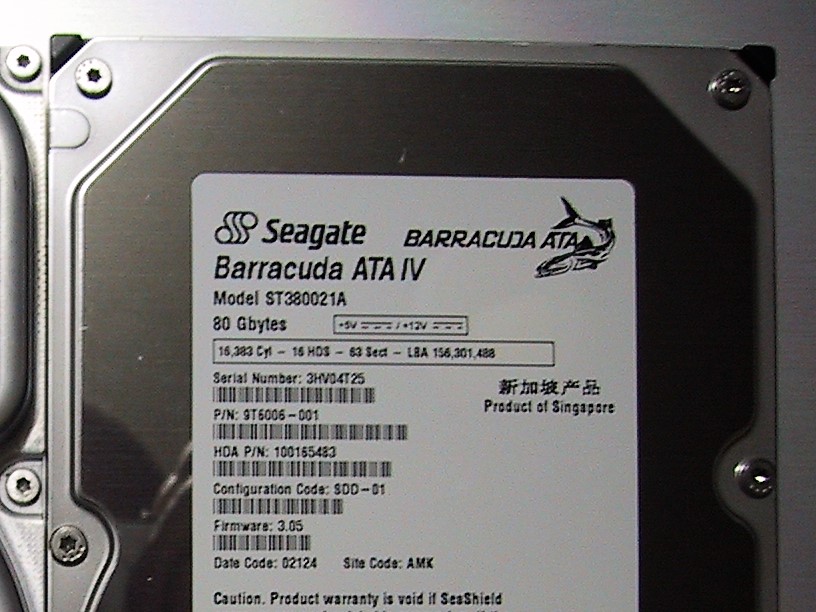 Seagate BARRACUDA ATA
Barracuda ATA IV
Model ST380021A
80 Gbytes +5V / +12V
16,383 Cyl - 16 HDS - 63 Sect - LBA 156,301,488
Serial Number: 3HV04T25
新加坡产品
P/N: 9T6006-001
Product of Singapore
HDA P/N: 100165483
Configuration Code: SDD-01
Firmware: 3.05
Date Code: 02124 Site Code: AMK
Caution. Product warranty is void if SeaShield